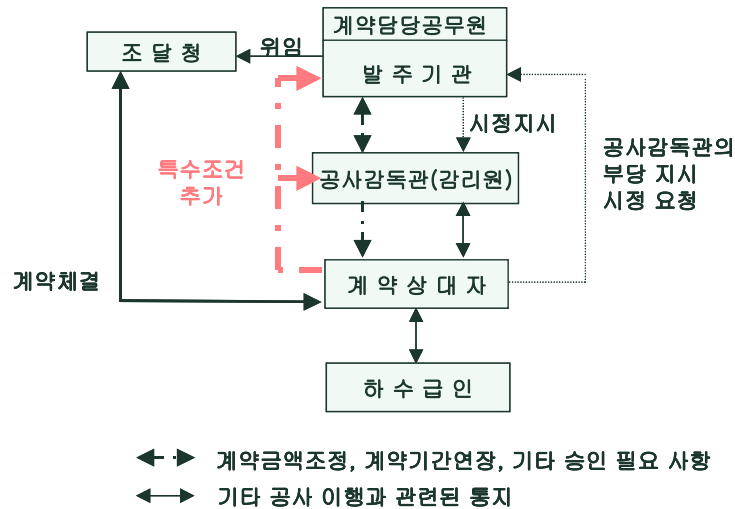 계약담당공무원
조 달 청
위임
발 주 기 관
시정지시
공사감독관의
부당 지시
시정 요청
특수조건
추가
공사감독관(감리원)
계약체결
계 약 상 대 자
하 수 급 인
계약금액조정, 계약기간연장, 기타 승인 필요 사항
기타 공사 이행과 관련된 통지